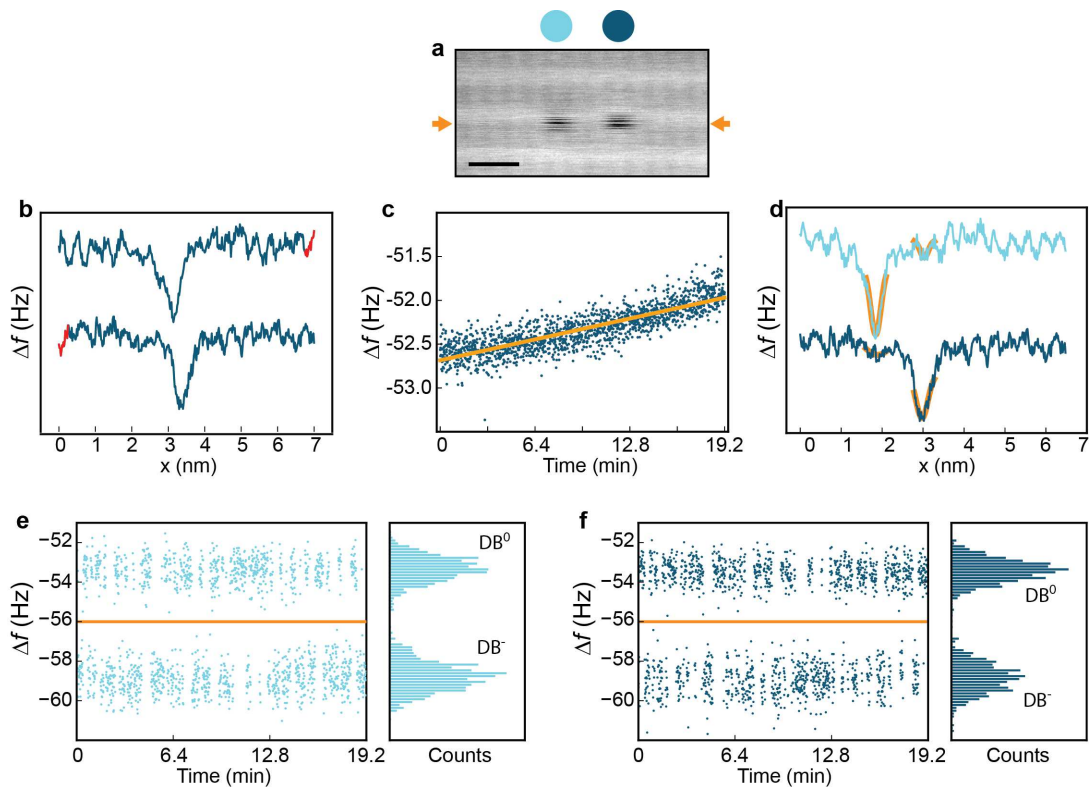 a
b
Δf (Hz)
0 1 2 3 4 5 6 7
x (nm)
c
Δf (Hz)
-51.5
-52.0
-52.5
-53.0
0 6.4 12.8 19.2
Time (min)
d
Δf (Hz)
0 1 2 3 4 5 6 7
x (nm)
e
Δf (Hz)
−52
−54
−56
−58
−60
0 6.4 12.8 19.2
Time (min)
DB⁰
DB⁻
Counts
f
Δf (Hz)
−52
−54
−56
−58
−60
0 6.4 12.8 19.2
Time (min)
DB⁰
DB⁻
Counts